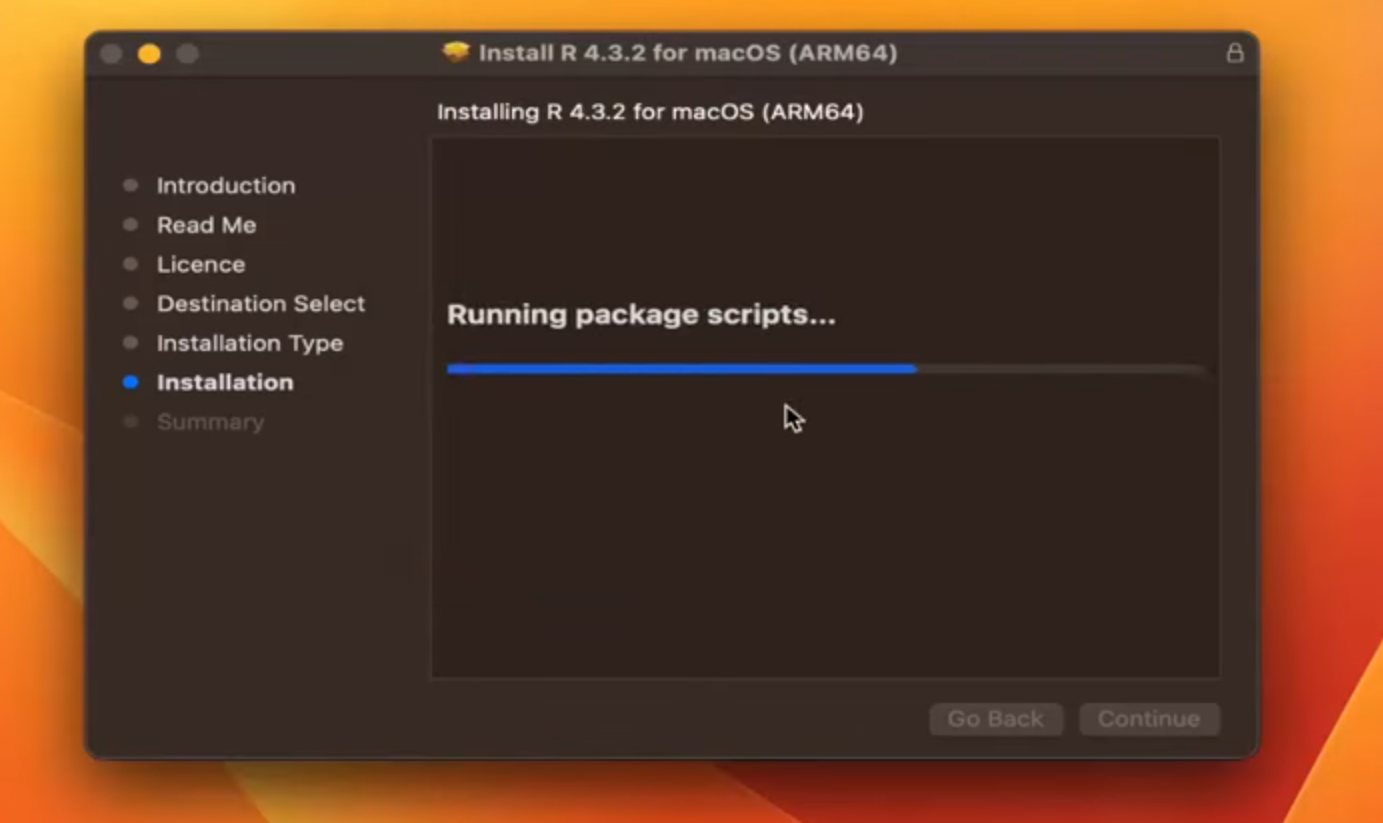 Install R 4.3.2 for macOS (ARM64)
Installing R 4.3.2 for macOS (ARM64)
Introduction
Read Me
Licence
Destination Select
Installation Type
Installation
Summary
Running package scripts...
Go Back
Continue